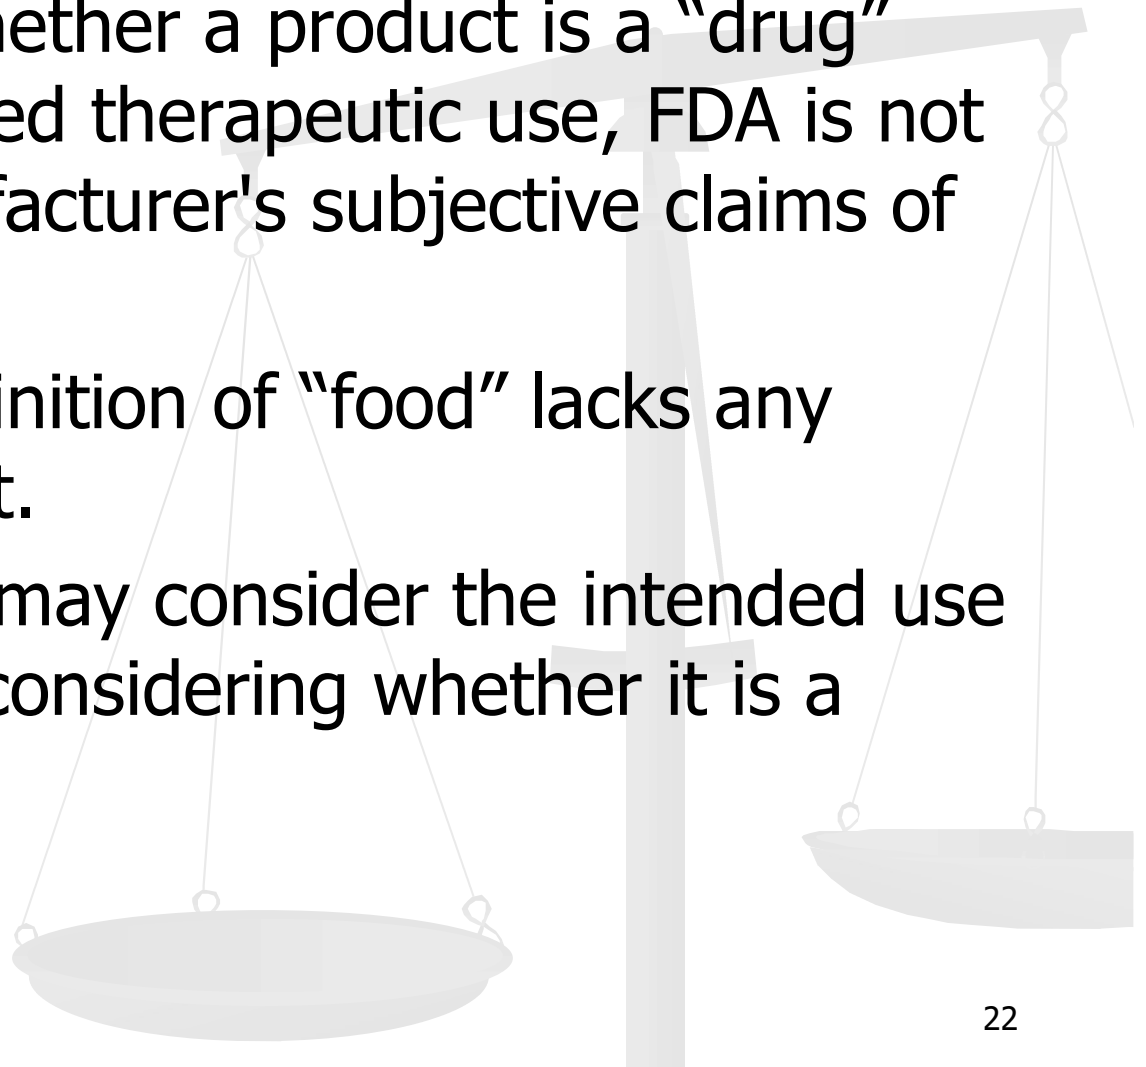 hether a product is a “drug”
ed therapeutic use, FDA is not
facturer's subjective claims of
inition of “food” lacks any
t.
may consider the intended use
considering whether it is a
22